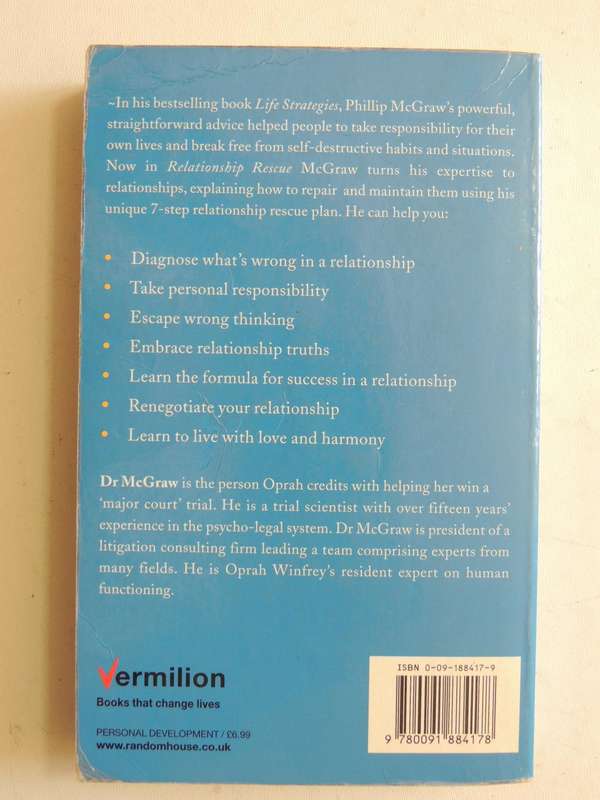 ~In his bestselling book Life Strategies, Phillip McGraw's powerful,
straightforward advice helped people to take responsibility for their
own lives and break free from self-destructive habits and situations.
Now in Relationship Rescue McGraw turns his expertise to
relationships, explaining how to repair and maintain them using his
unique 7-step relationship rescue plan. He can help you:
• Diagnose what's wrong in a relationship
• Take personal responsibility
• Escape wrong thinking
• Embrace relationship truths
• Learn the formula for success in a relationship
• Renegotiate your relationship
• Learn to live with love and harmony
Dr McGraw is the person Oprah credits with helping her win a
'major court' trial. He is a trial scientist with over fifteen years'
experience in the psycho-legal system. Dr McGraw is president of a
litigation consulting firm leading a team comprising experts from
many fields. He is Oprah Winfrey's resident expert on human
functioning.
Vermilion
Books that change lives
PERSONAL DEVELOPMENT / £6.99
www.randomhouse.co.uk
ISBN 0-09-188417-9
9 780091 884178